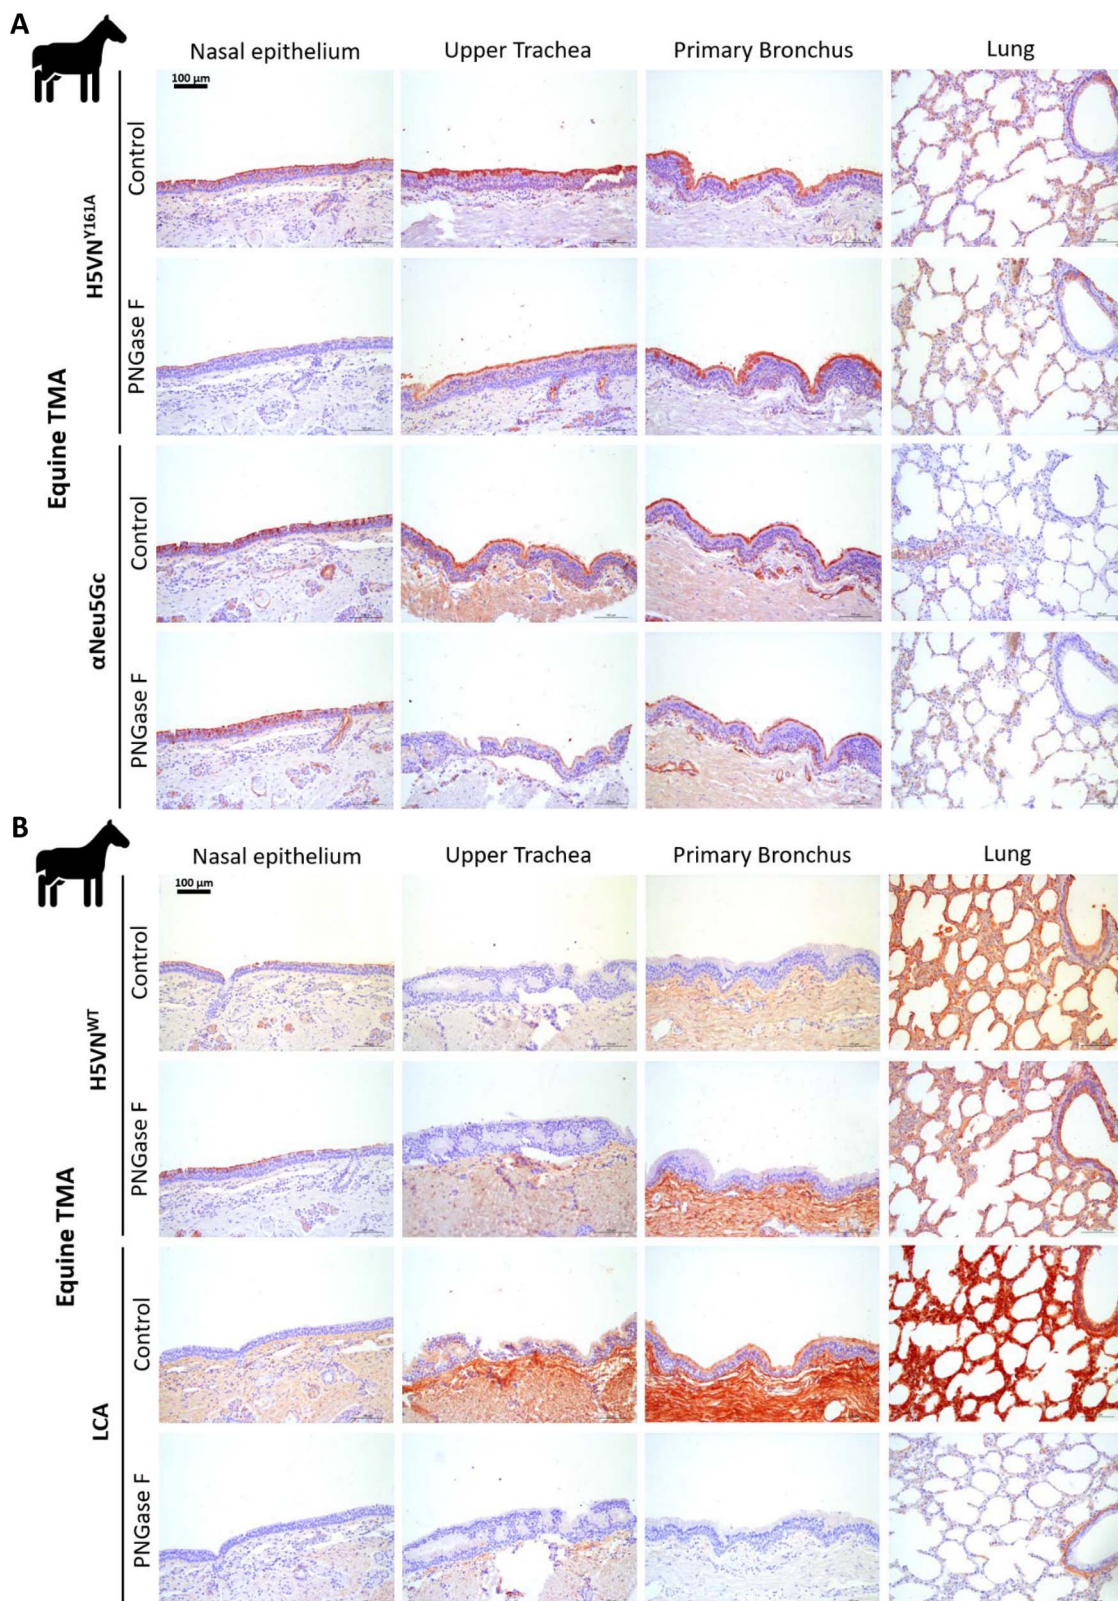 A
Nasal epithelium Upper Trachea Primary Bronchus Lung
100 µm
Equine TMA
H5VN^Y161A
Control
PNGase F
αNeu5Gc
Control
PNGase F
B
Nasal epithelium Upper Trachea Primary Bronchus Lung
100 µm
Equine TMA
H5VN^WT
Control
PNGase F
LCA
Control
PNGase F